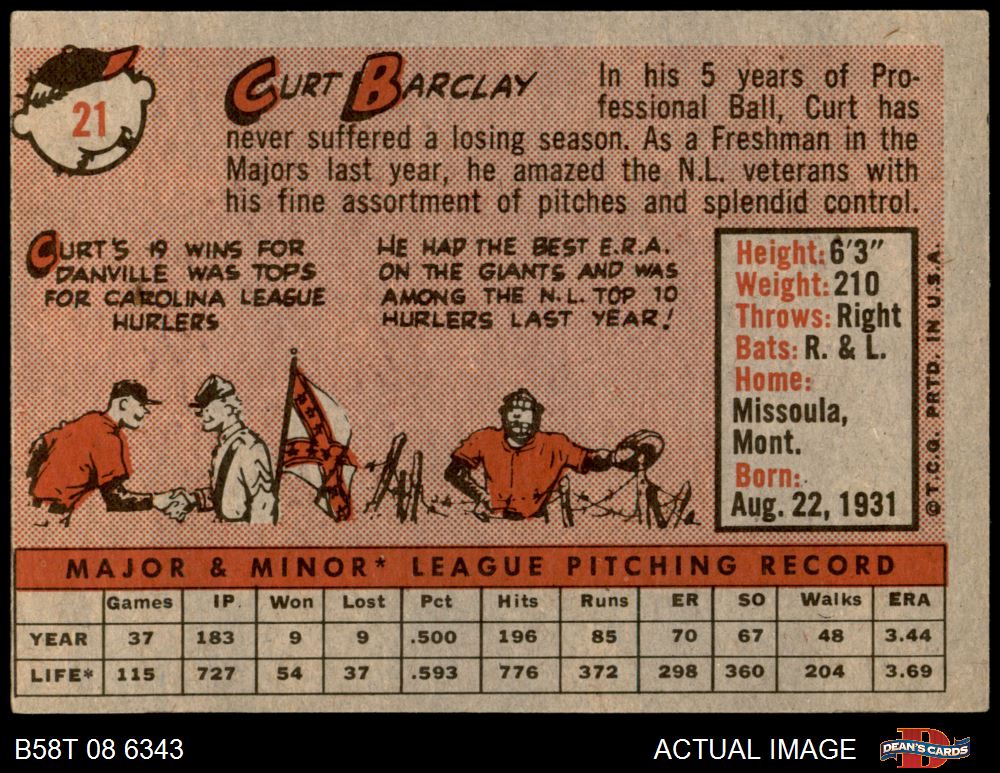 21
CURT BARCLAY
In his 5 years of Pro-
fessional Ball, Curt has
never suffered a losing season. As a Freshman in the
Majors last year, he amazed the N.L. veterans with
his fine assortment of pitches and splendid control.
CURT'S 19 WINS FOR
DANVILLE WAS TOPS
FOR CAROLINA LEAGUE
HURLERS
HE HAD THE BEST E.R.A.
ON THE GIANTS AND WAS
AMONG THE N.L. TOP 10
HURLERS LAST YEAR!
Height: 6'3"
Weight: 210
Throws: Right
Bats: R. & L.
Home:
Missoula,
Mont.
Born:
Aug. 22, 1931
© T.C.G. PRTD. IN U.S.A.
MAJOR & MINOR* LEAGUE PITCHING RECORD
Games IP. Won Lost Pct Hits Runs ER SO Walks ERA
YEAR 37 183 9 9 .500 196 85 70 67 48 3.44
LIFE* 115 727 54 37 .593 776 372 298 360 204 3.69
B58T 08 6343
ACTUAL IMAGE
DEAN'S CARDS